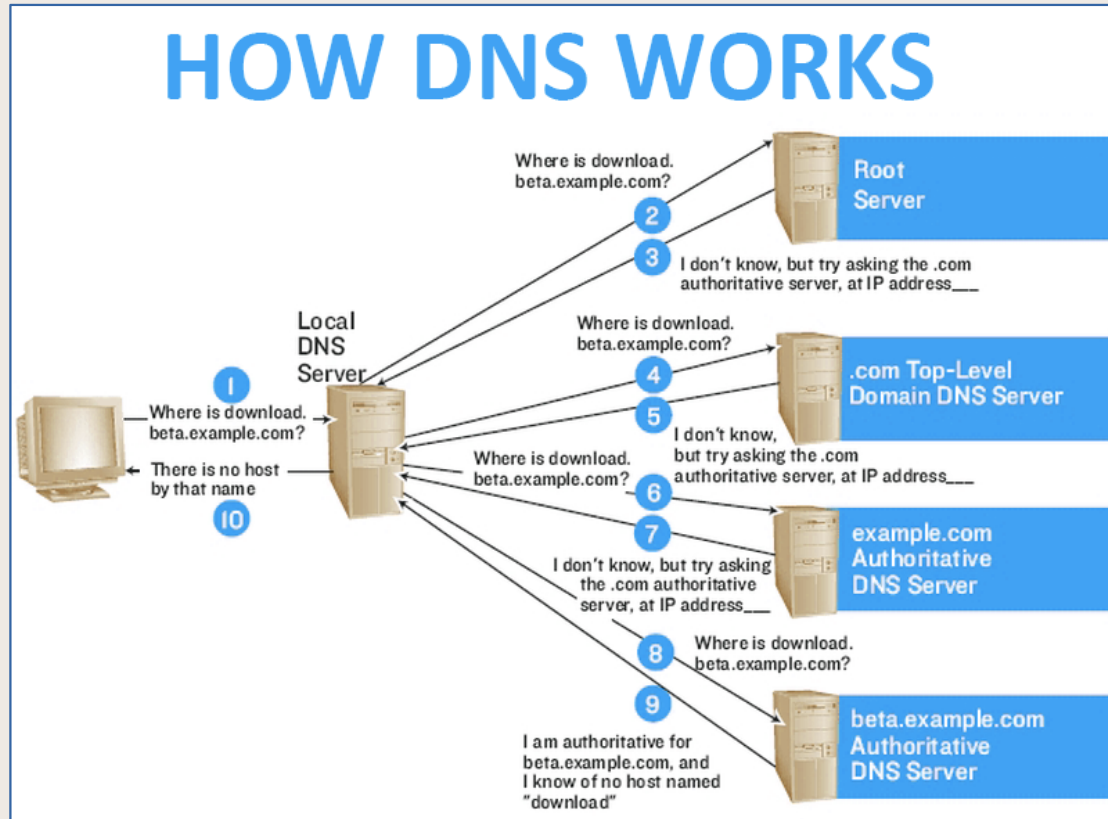 HOW DNS WORKS
Where is download.
beta.example.com?
2
3
Root
Server
I don't know, but try asking the .com
authoritative server, at IP address___
Local
DNS
Server
1
Where is download.
beta.example.com?
There is no host
by that name
10
Where is download.
beta.example.com?
4
5
.com Top-Level
Domain DNS Server
I don't know,
but try asking the .com
authoritative server, at IP address___
Where is download.
beta.example.com?
6
7
example.com
Authoritative
DNS Server
I don't know, but try asking
the .com authoritative
server, at IP address___
8
Where is download.
beta.example.com?
9
I am authoritative for
beta.example.com, and
I know of no host named
"download"
beta.example.com
Authoritative
DNS Server